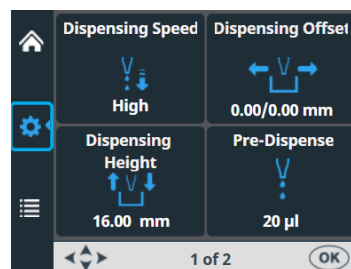 Dispensing Speed
High
Dispensing Offset
0.00/0.00 mm
Dispensing
Height
16.00 mm
Pre-Dispense
20 µl
1 of 2
OK